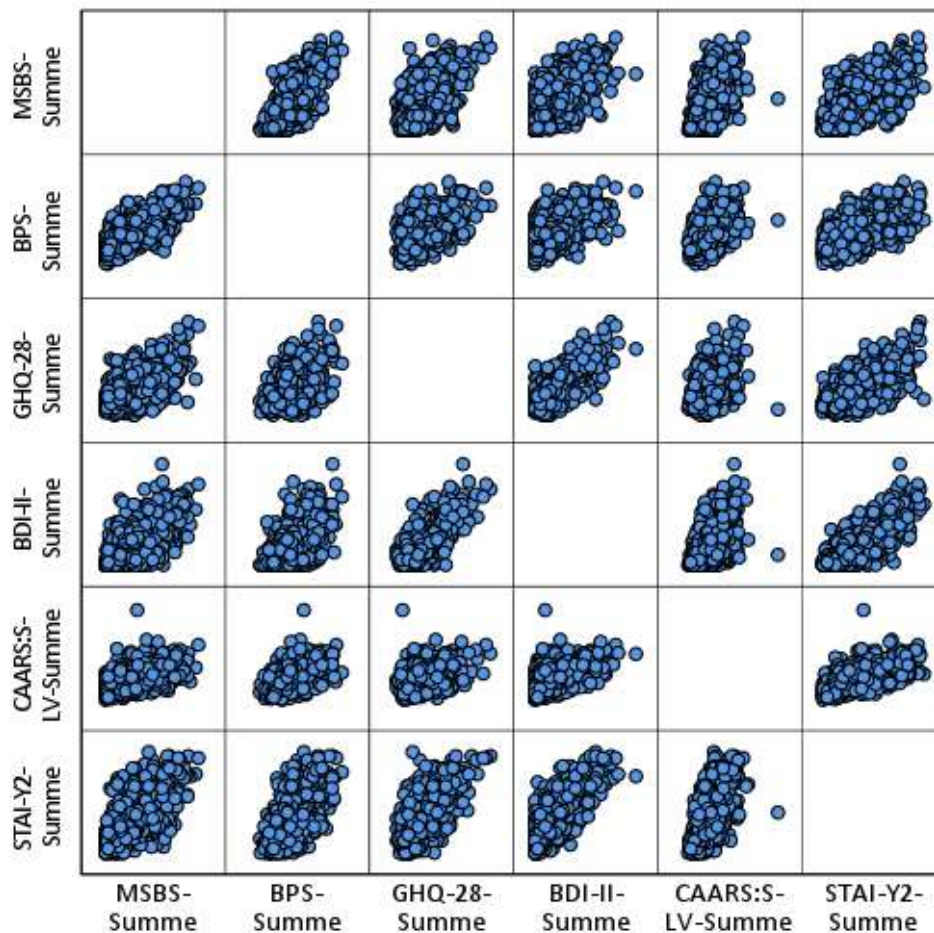 MSBS-
Summe
BPS-
Summe
GHQ-28-
Summe
BDI-II-
Summe
CAARS:S-
LV-Summe
STAI-Y2-
Summe
MSBS-
Summe
BPS-
Summe
GHQ-28-
Summe
BDI-II-
Summe
CAARS:S-
LV-Summe
STAI-Y2-
Summe